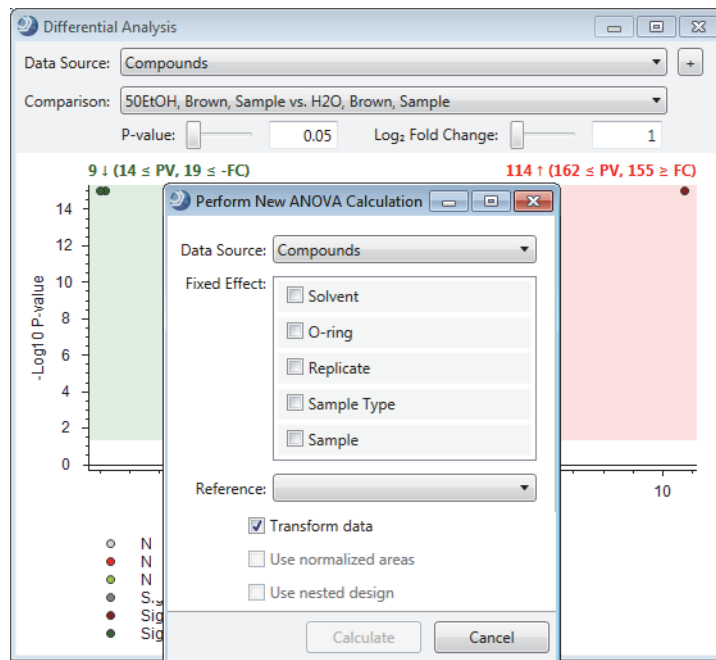 Differential Analysis
Data Source: Compounds +
Comparison: 50EtOH, Brown, Sample vs. H2O, Brown, Sample
P-value: 0.05 Log₂ Fold Change: 1
9 ↓ (14 ≤ PV, 19 ≤ -FC) 114 ↑ (162 ≤ PV, 155 ≥ FC)
-Log10 P-value
14
12
10
8
6
4
2
0
10
N
N
N
Sig
Sig
Perform New ANOVA Calculation
Data Source: Compounds
Fixed Effect:
Solvent
O-ring
Replicate
Sample Type
Sample
Reference:
Transform data
Use normalized areas
Use nested design
Calculate Cancel